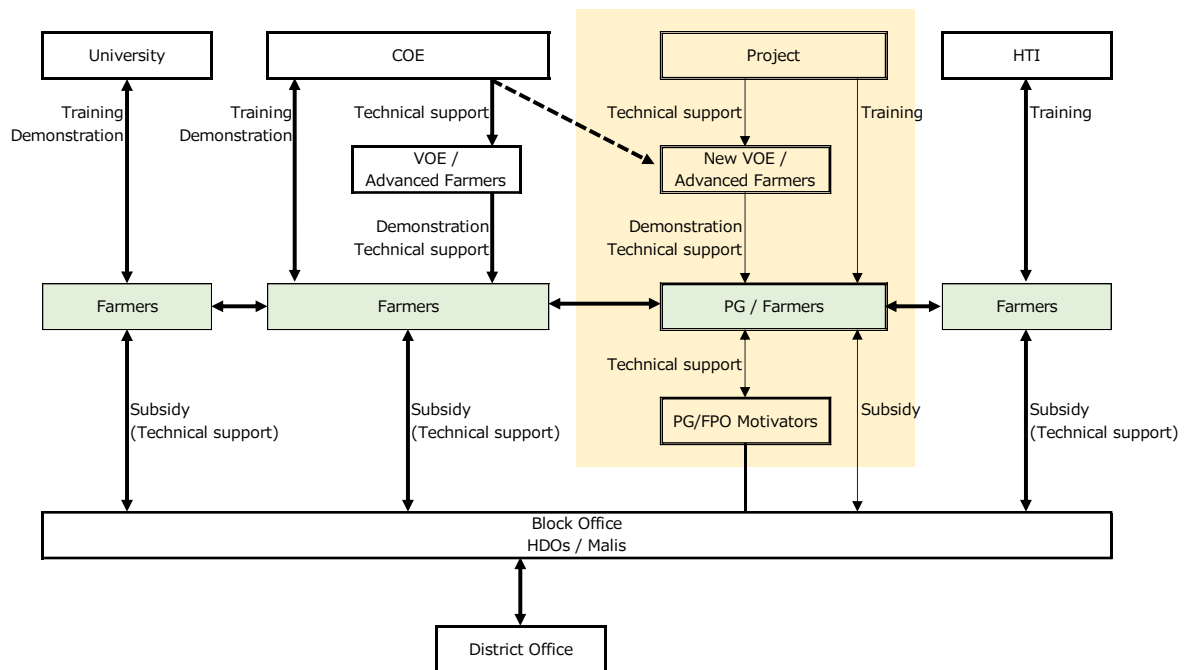 University
COE
Project
HTI
Training
Demonstration
Training
Demonstration
Technical support
Technical support
Training
Training
VOE /
Advanced Farmers
New VOE /
Advanced Farmers
Demonstration
Technical support
Demonstration
Technical support
Farmers
Farmers
PG / Farmers
Farmers
Technical support
Subsidy
(Technical support)
Subsidy
(Technical support)
PG/FPO Motivators
Subsidy
Subsidy
(Technical support)
Block Office
HDOs / Malis
District Office